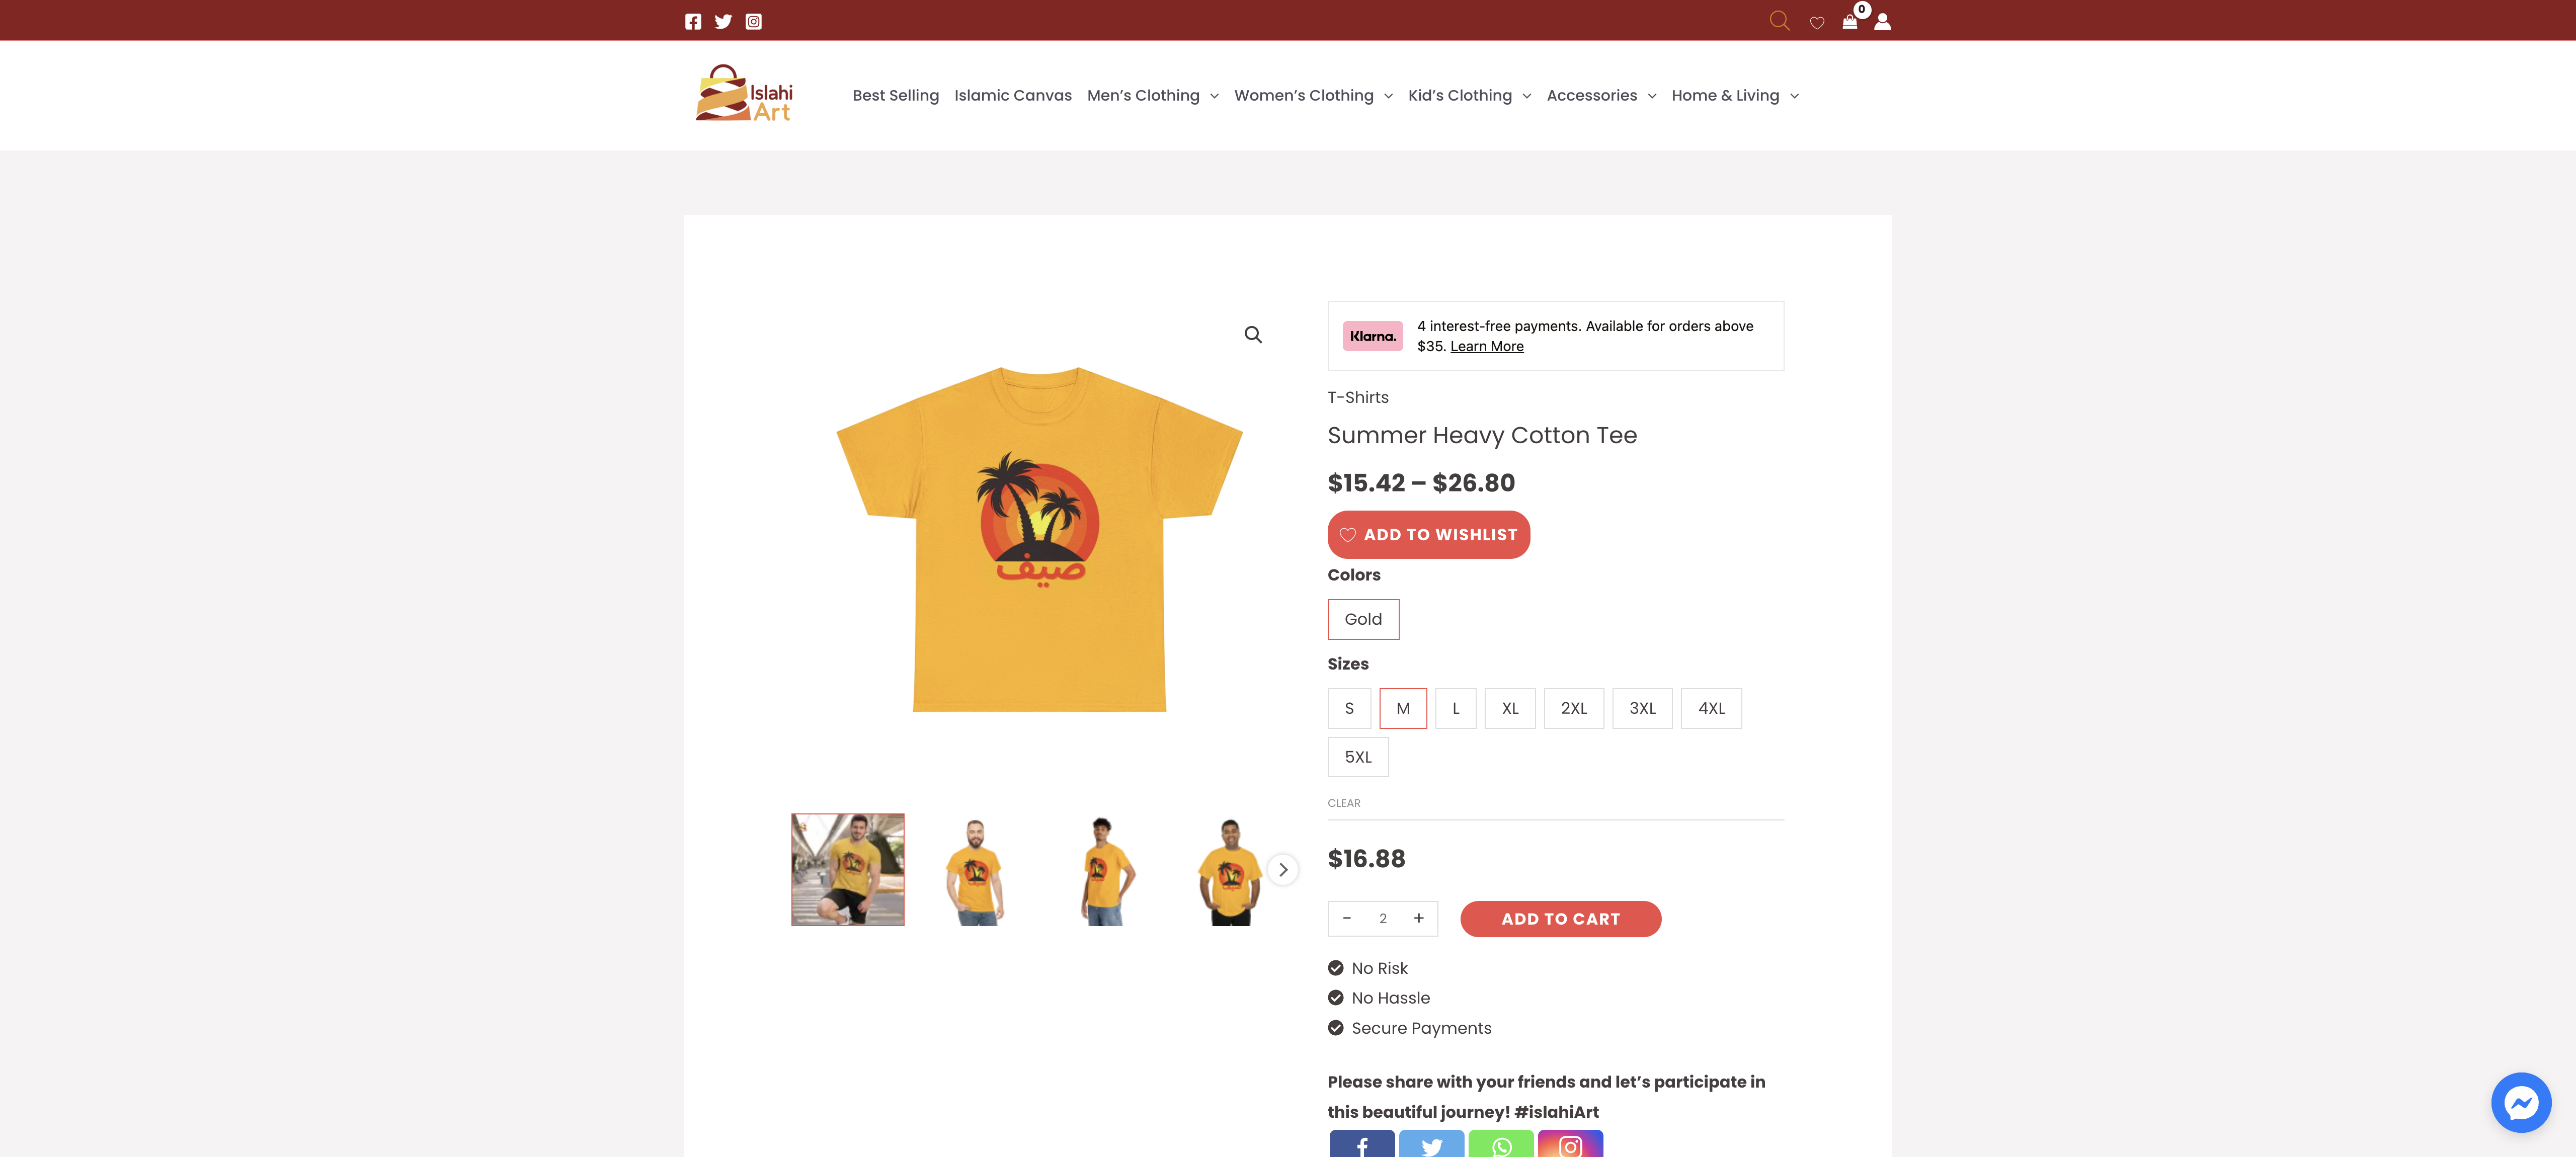 0
Islahi
Art
Best Selling
Islamic Canvas
Men’s Clothing
Women’s Clothing
Kid’s Clothing
Accessories
Home & Living
Klarna.
4 interest-free payments. Available for orders above
$35. Learn More
T-Shirts
Summer Heavy Cotton Tee
$15.42 – $26.80
ADD TO WISHLIST
صيف
Colors
Gold
Sizes
S
M
L
XL
2XL
3XL
4XL
5XL
CLEAR
$16.88
- 2 +
ADD TO CART
No Risk
No Hassle
Secure Payments
Please share with your friends and let’s participate in
this beautiful journey! #islahiArt